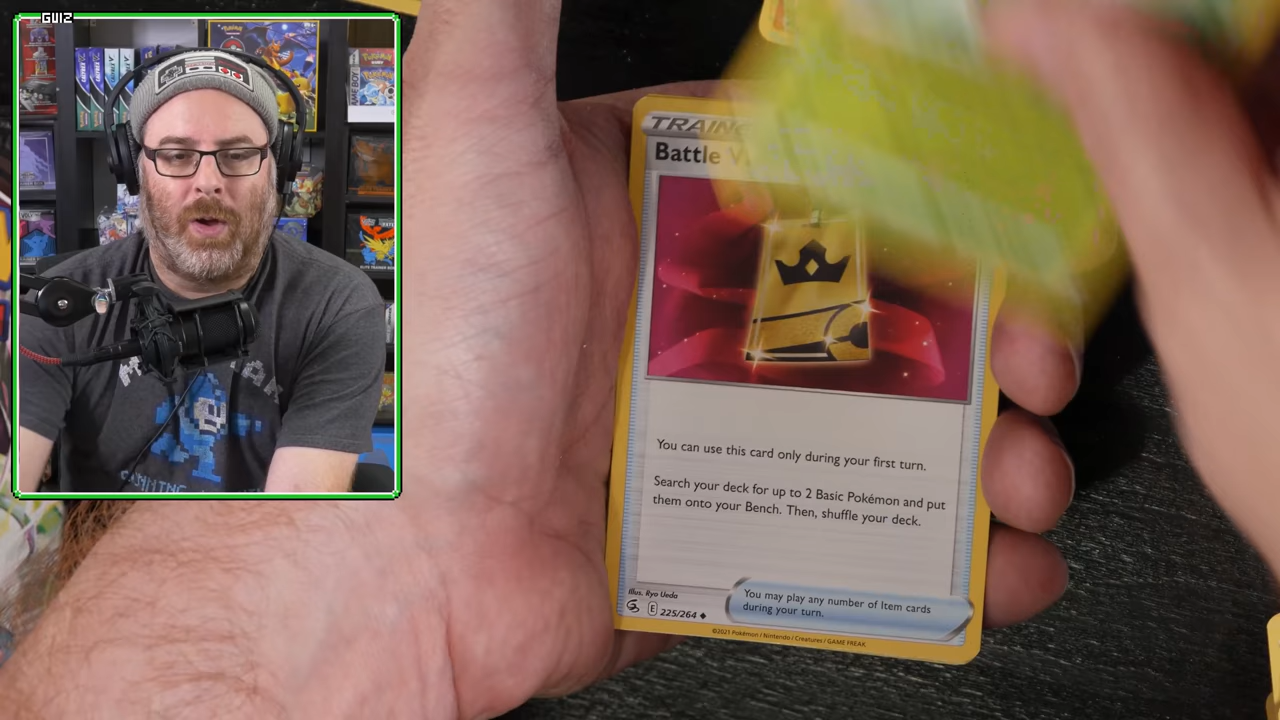 GUIZ
TRAINE
Battle V
You can use this card only during your first turn.
Search your deck for up to 2 Basic Pokémon and put
them onto your Bench. Then, shuffle your deck.
Illus. Ryo Ueda
E 225/264
You may play any number of Item cards
during your turn.
©2021 Pokémon / Nintendo / Creatures / GAME FREAK